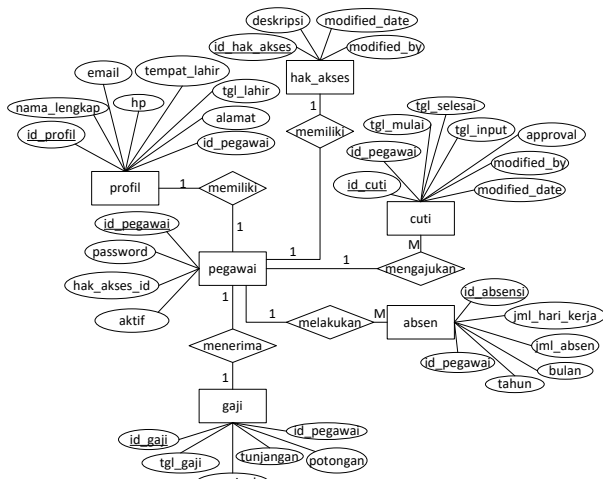 deskripsi
modified_date
id_hak_akses
modified_by
hak_akses
email
tempat_lahir
nama_lengkap
hp
tgl_lahir
id_profil
alamat
id_pegawai
1
memiliki
tgl_selesai
tgl_mulai
tgl_input
approval
id_pegawai
modified_by
id_cuti
modified_date
profil
1
memiliki
cuti
1
M
id_pegawai
password
pegawai
1
1
mengajukan
hak_akses_id
aktif
1
1
melakukan
M
absen
id_absensi
jml_hari_kerja
jml_absen
bulan
tahun
id_pegawai
menerima
1
gaji
id_gaji
id_pegawai
tgl_gaji
tunjangan
potongan